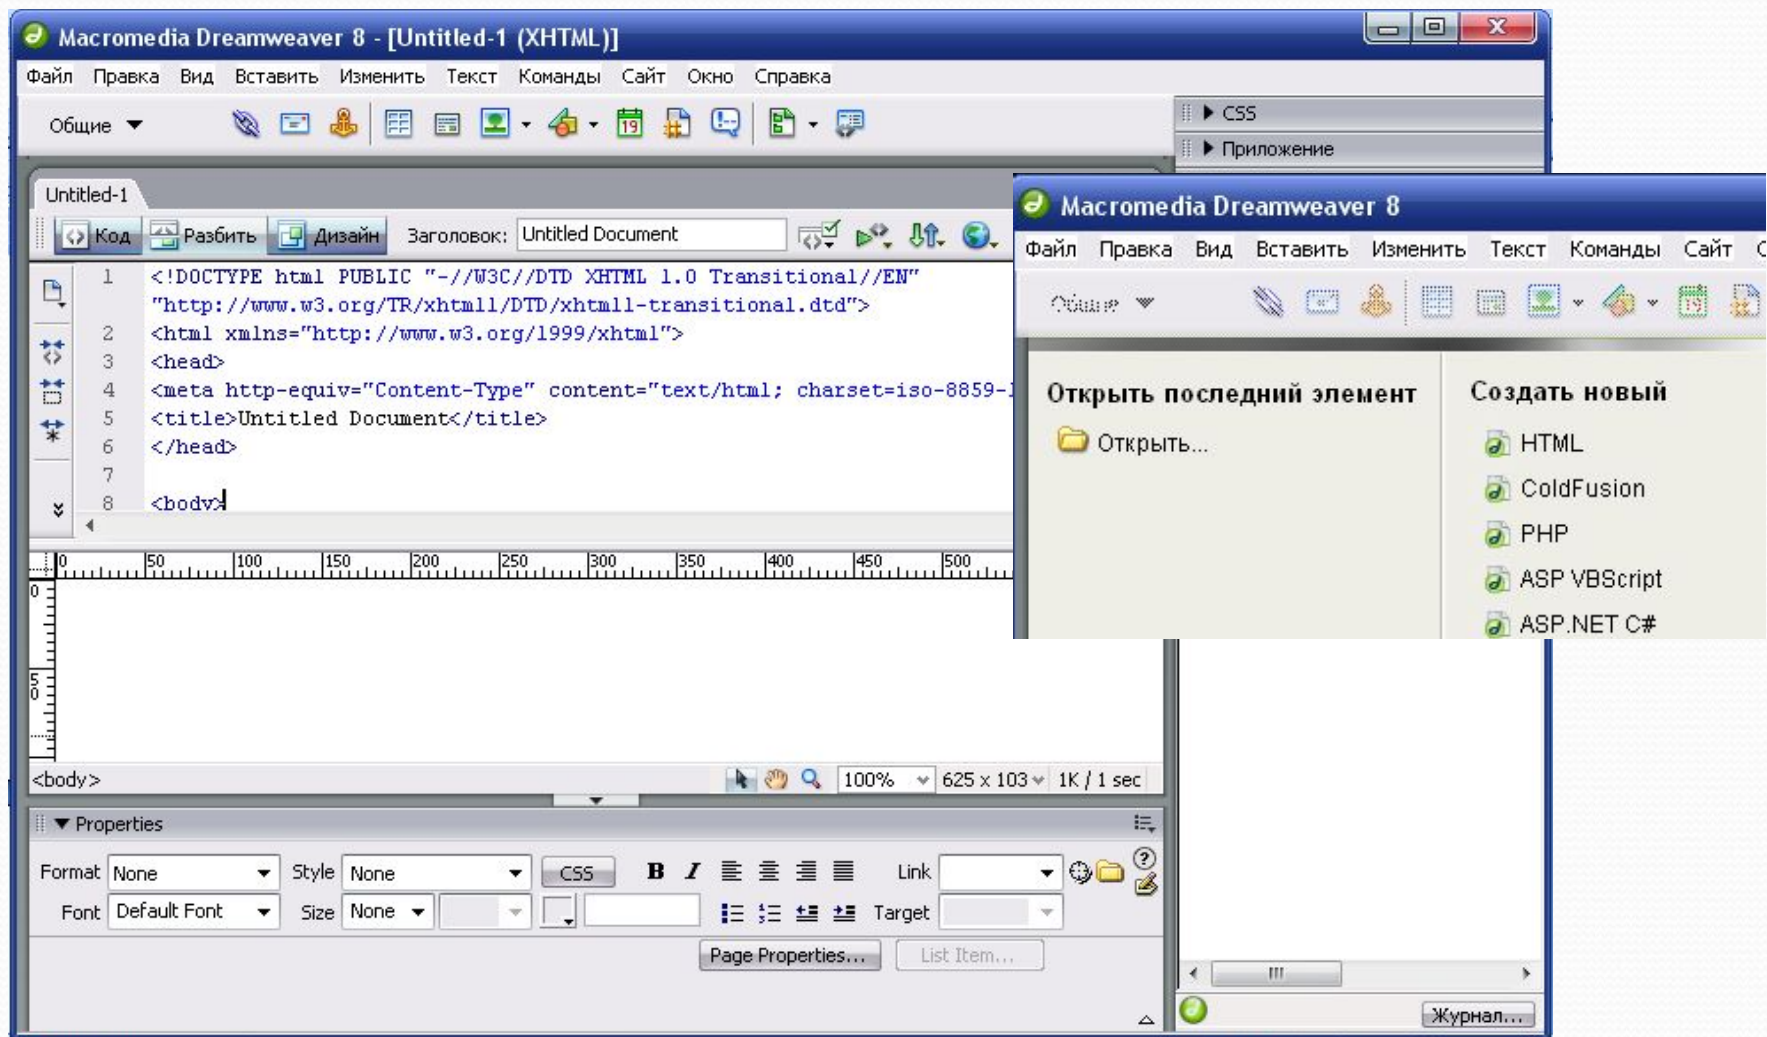 Macromedia Dreamweaver 8 - [Untitled-1 (XHTML)]
Файл Правка Вид Вставить Изменить Текст Команды Сайт Окно Справка
Общие
CSS
Приложение
Untitled-1
Код Разбить Дизайн Заголовок: Untitled Document
1 <!DOCTYPE html PUBLIC "-//W3C//DTD XHTML 1.0 Transitional//EN"
"http://www.w3.org/TR/xhtml1/DTD/xhtml1-transitional.dtd">
2 <html xmlns="http://www.w3.org/1999/xhtml">
3 <head>
4 <meta http-equiv="Content-Type" content="text/html; charset=iso-8859-1
5 <title>Untitled Document</title>
6 </head>
7
8 <body>
0 50 100 150 200 250 300 350 400 450 500
0
50
<body> 100% 625 x 103 1K / 1 sec
Properties
Format None Style None CSS B I Link
Font Default Font Size None Target
Page Properties... List Item...
Журнал...
Macromedia Dreamweaver 8
Файл Правка Вид Вставить Изменить Текст Команды Сайт
Общие
19
Открыть последний элемент
Открыть...
Создать новый
HTML
ColdFusion
PHP
ASP VBScript
ASP.NET C#